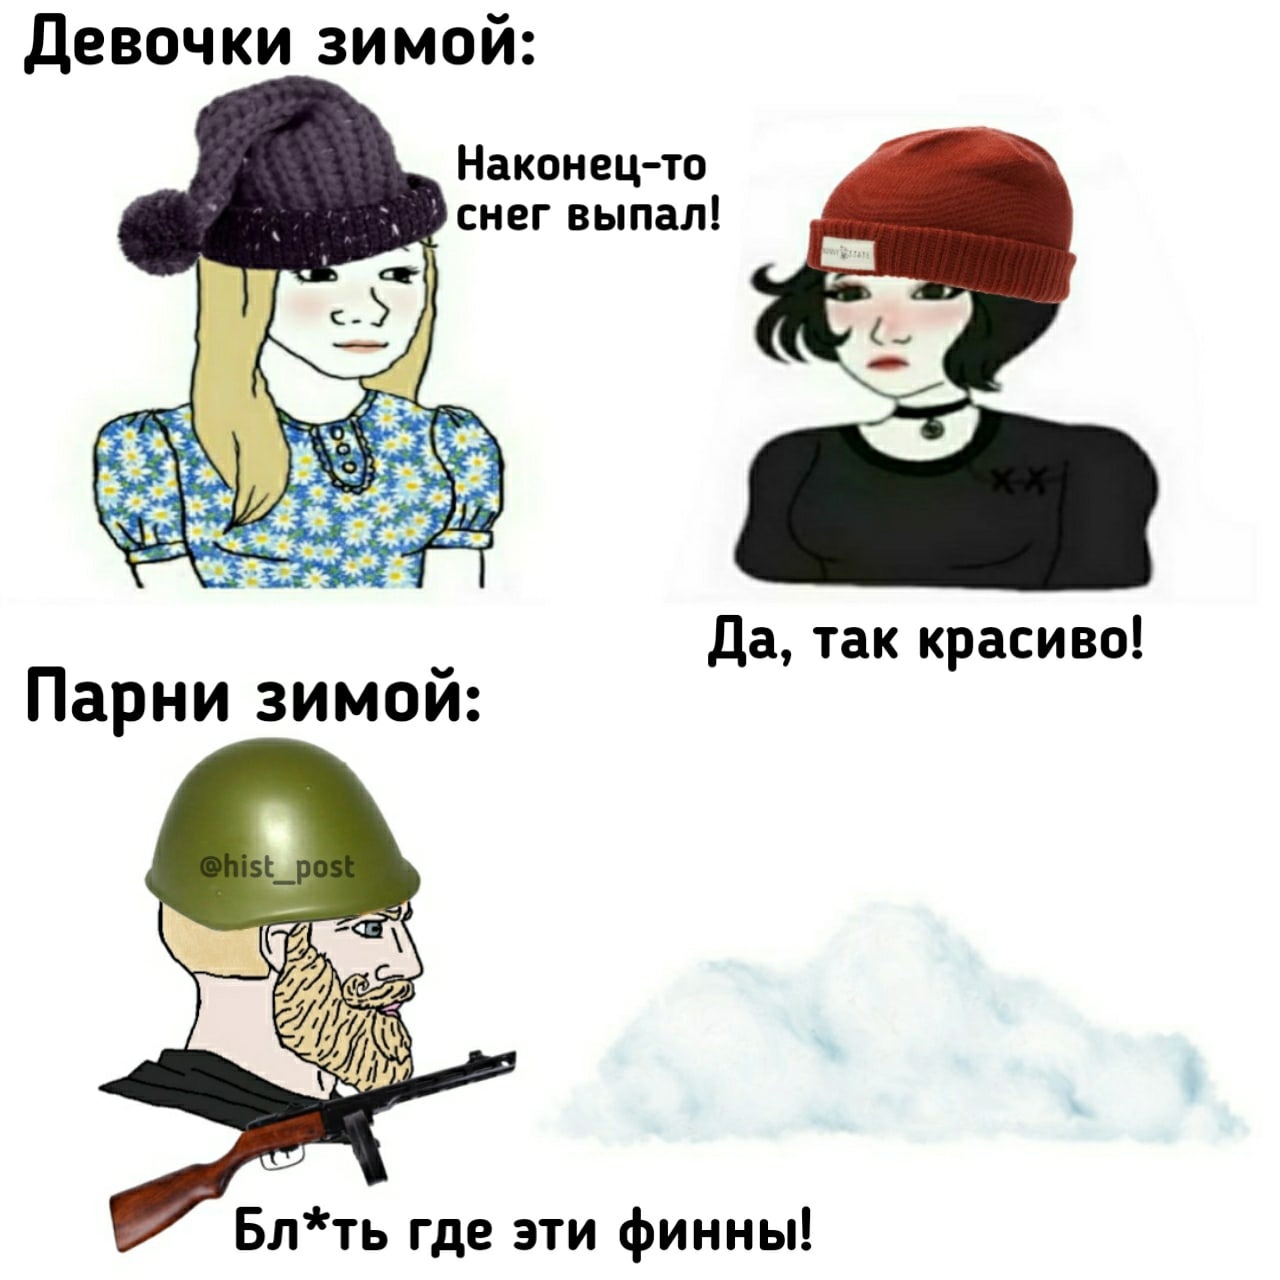 Девочки зимой:
Наконец-то
снег выпал!
Да, так красиво!
Парни зимой:
@hist_post
Бл*ть где эти финны!